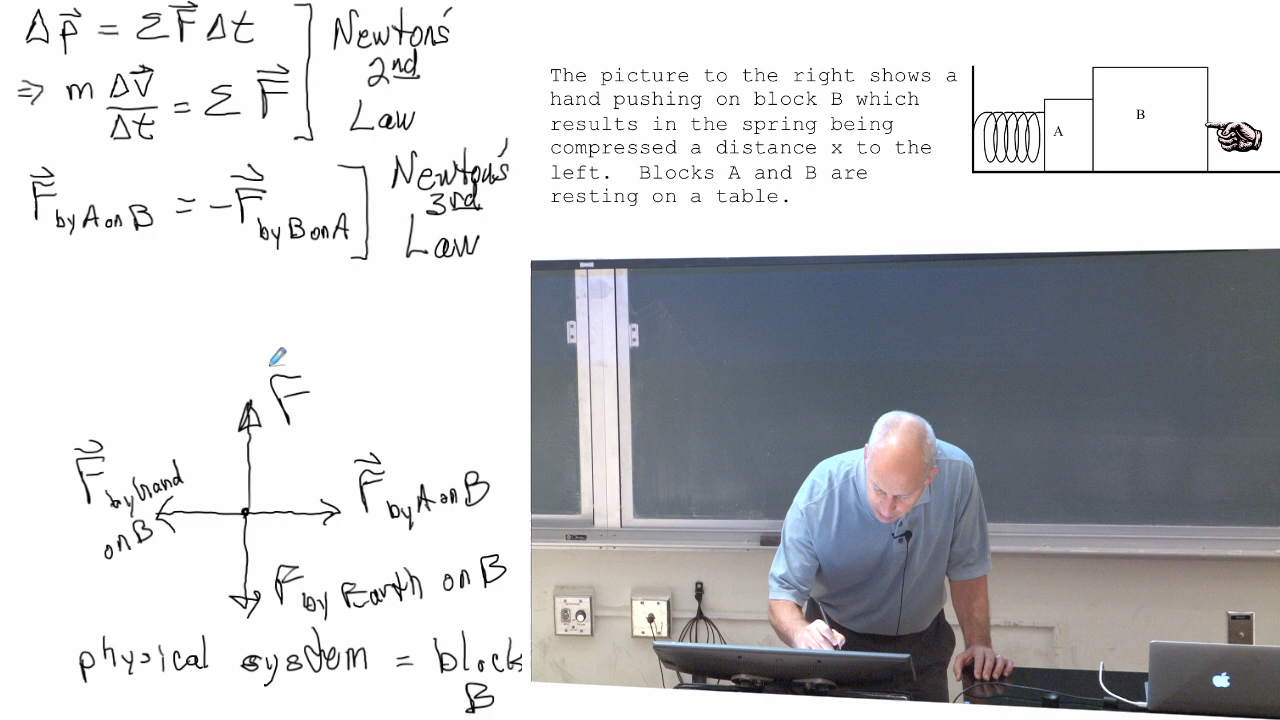 Δp⃗ = ΣF⃗ Δt
⇒ m Δv⃗/Δt = Σ F⃗
Newton's
2nd
Law
F⃗ by A on B = -F⃗ by B on A
Newton's
3rd
Law
The picture to the right shows a
hand pushing on block B which
results in the spring being
compressed a distance x to the
left. Blocks A and B are
resting on a table.
A
B
F
F⃗ by hand
on B
F⃗ by A on B
F by Earth on B
physical system = block
B